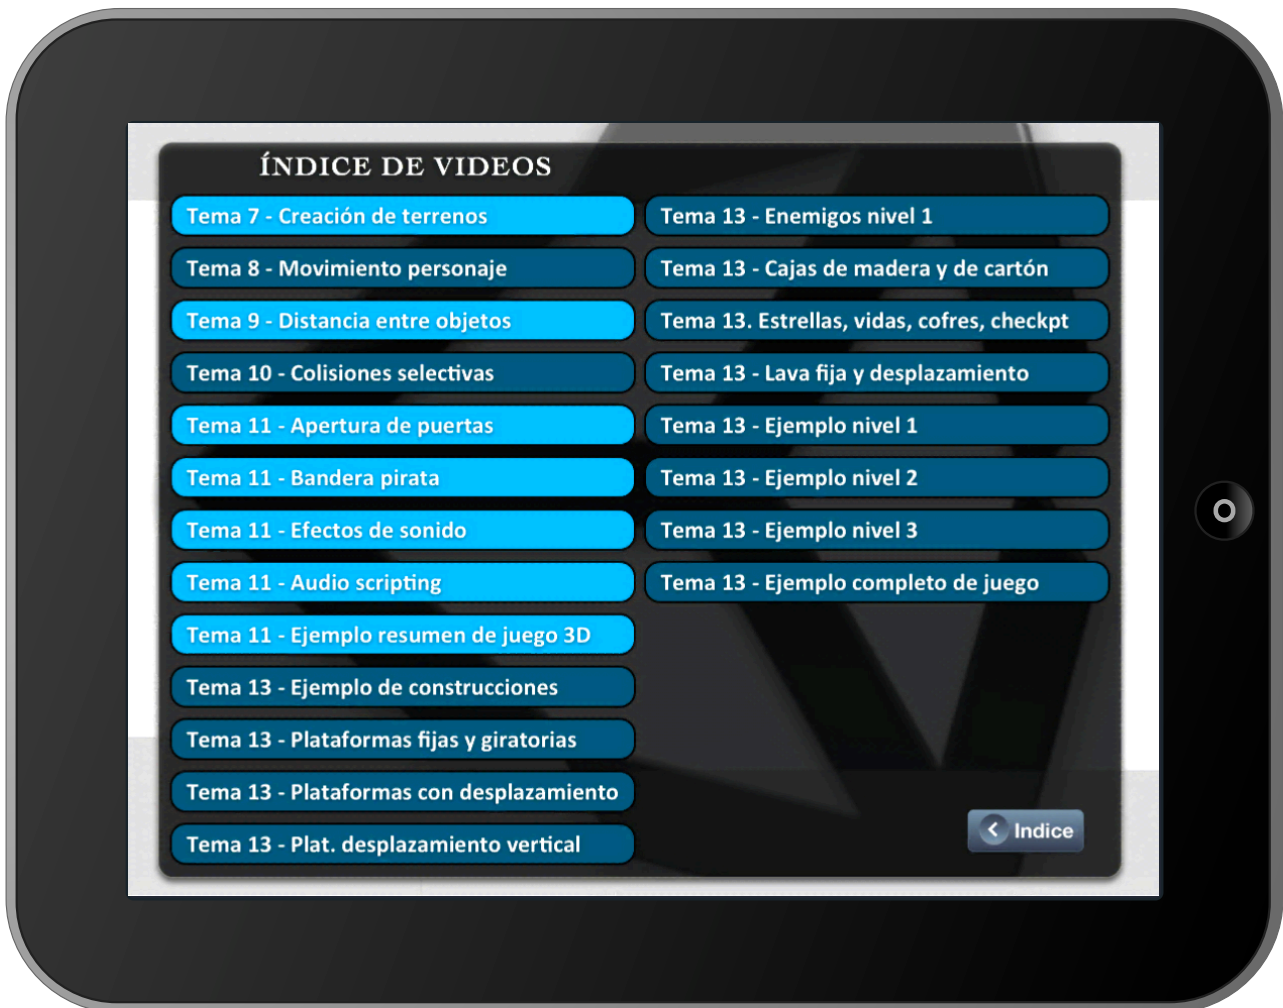 ÍNDICE DE VIDEOS
Tema 7 - Creación de terrenos
Tema 8 - Movimiento personaje
Tema 9 - Distancia entre objetos
Tema 10 - Colisiones selectivas
Tema 11 - Apertura de puertas
Tema 11 - Bandera pirata
Tema 11 - Efectos de sonido
Tema 11 - Audio scripting
Tema 11 - Ejemplo resumen de juego 3D
Tema 13 - Ejemplo de construcciones
Tema 13 - Plataformas fijas y giratorias
Tema 13 - Plataformas con desplazamiento
Tema 13 - Plat. desplazamiento vertical
Tema 13 - Enemigos nivel 1
Tema 13 - Cajas de madera y de cartón
Tema 13. Estrellas, vidas, cofres, checkpt
Tema 13 - Lava fija y desplazamiento
Tema 13 - Ejemplo nivel 1
Tema 13 - Ejemplo nivel 2
Tema 13 - Ejemplo nivel 3
Tema 13 - Ejemplo completo de juego
Indice